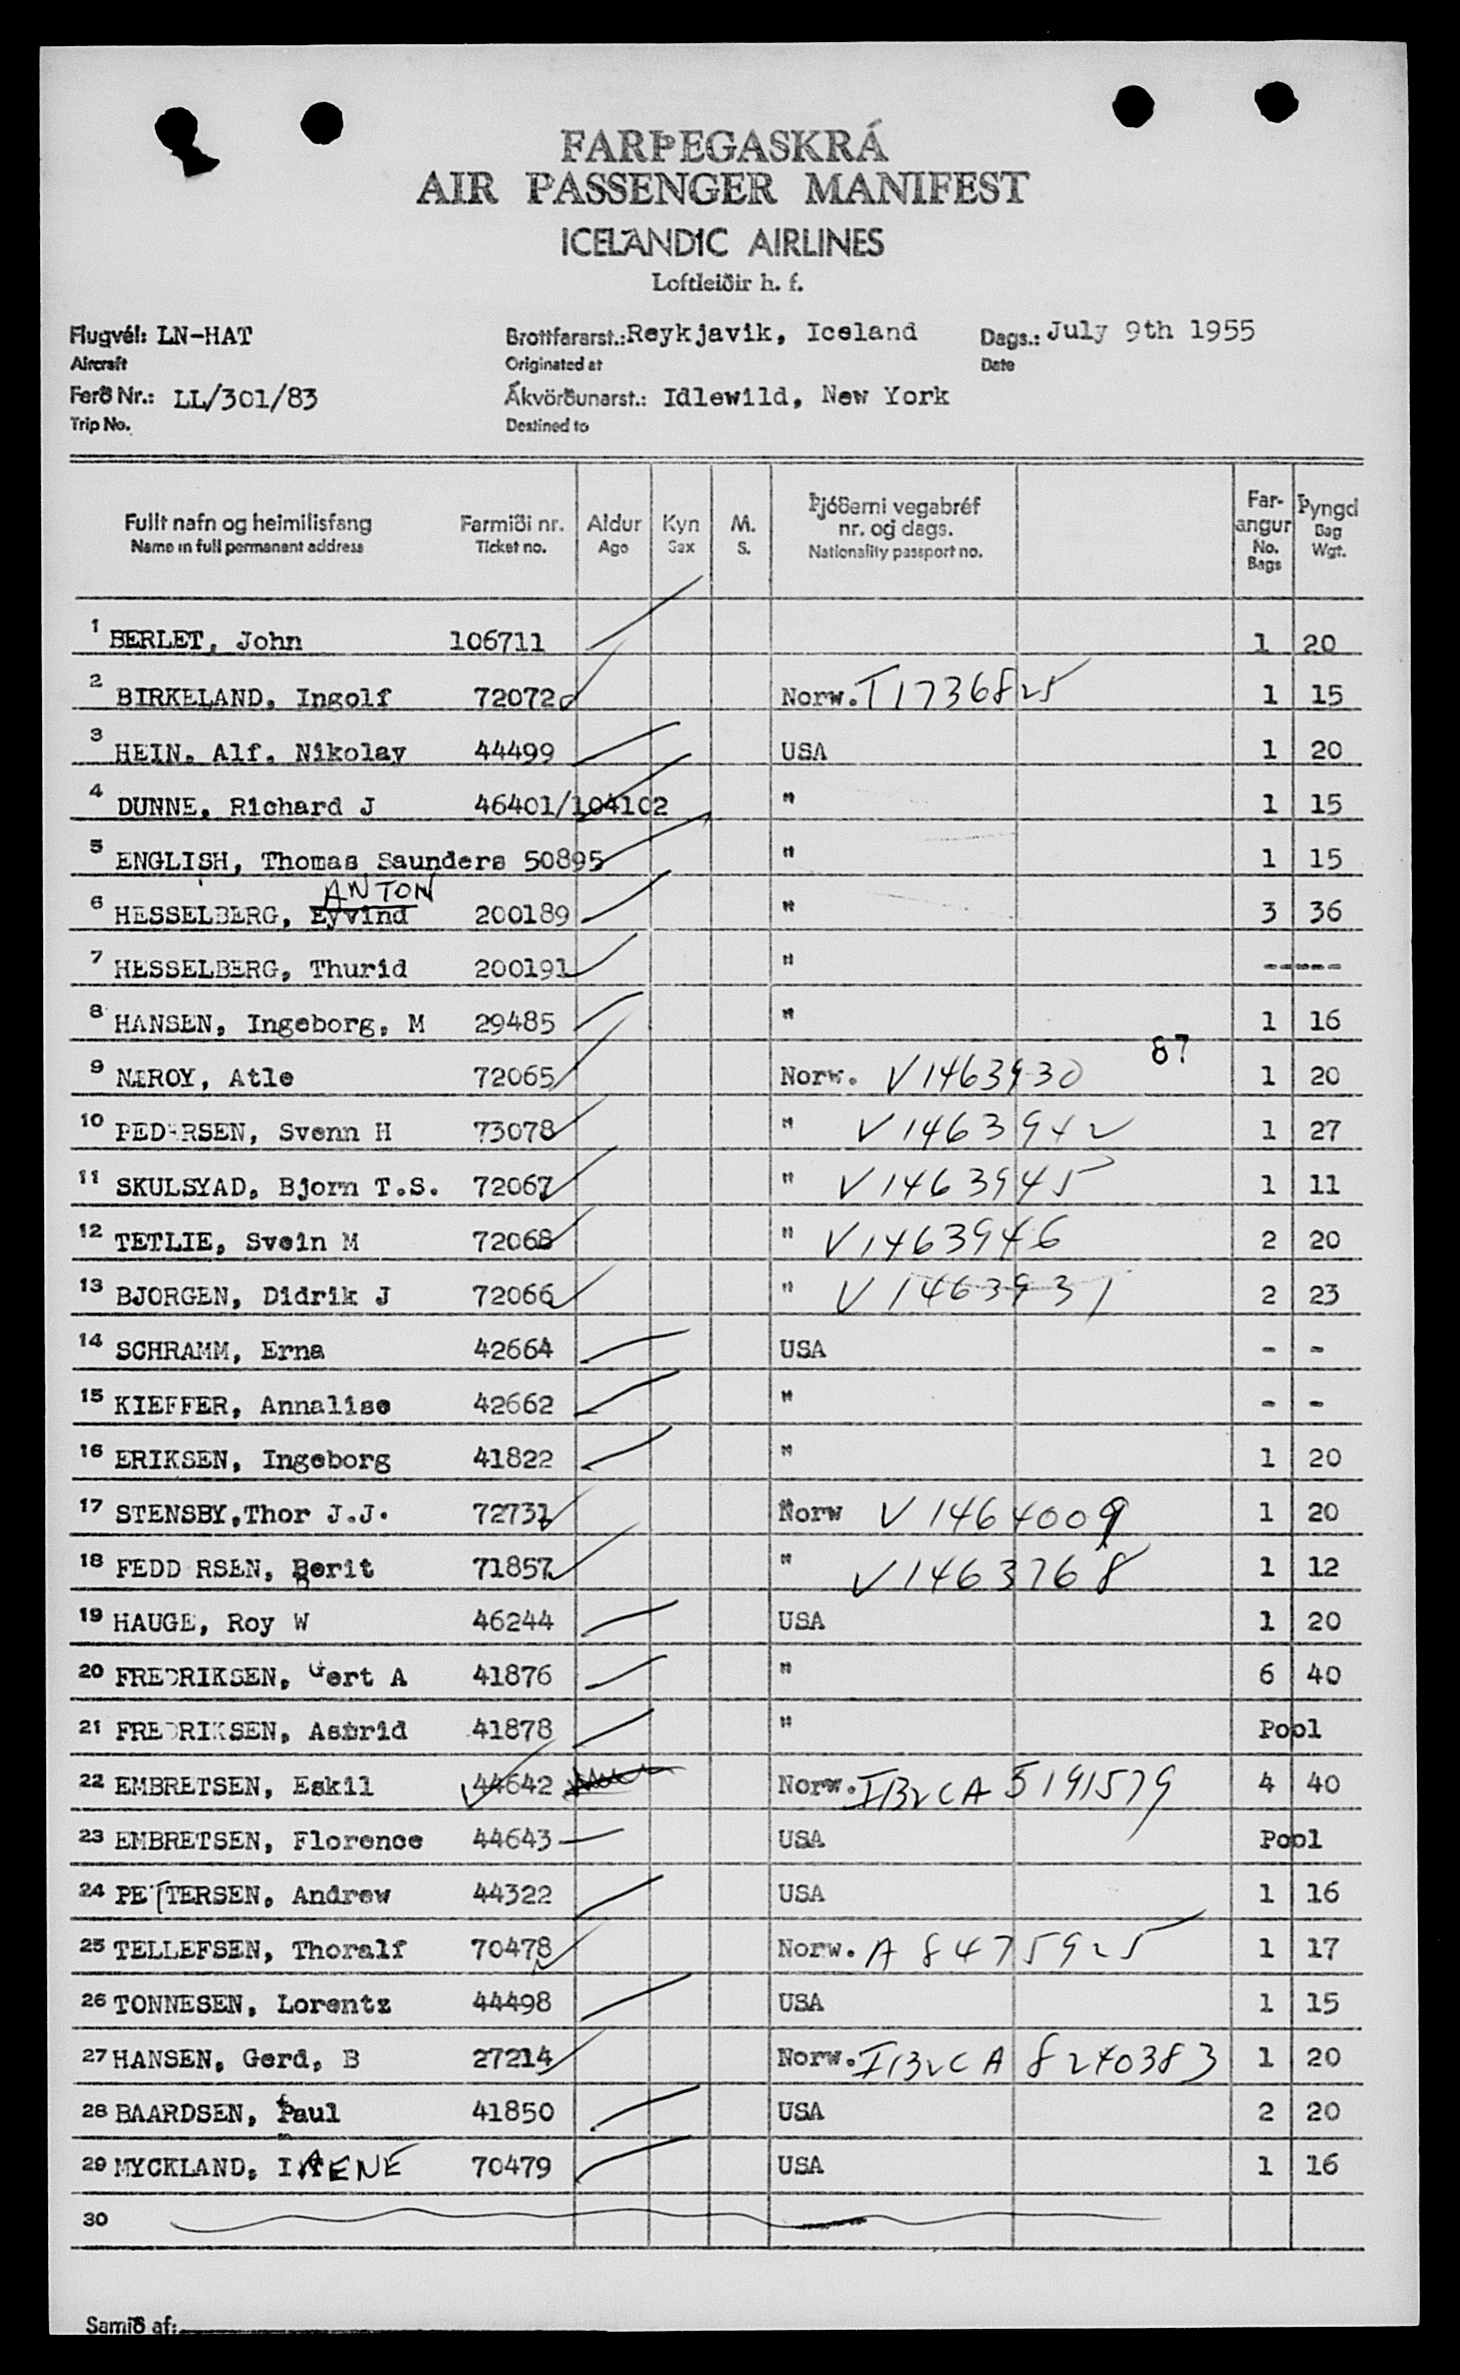 FARÞEGASKRÁ
AIR PASSENGER MANIFEST
ICELANDIC AIRLINES
Loftleiðir h. f.
Flugvél: LN-HAT Brottfararst.: Reykjavik, Iceland Dags.: July 9th 1955
Aircraft Originated at Date
Ferð Nr.: LL/301/83 Ákvörðunarst.: Idlewild, New York
Trip No. Destined to
Fullt nafn og heimilisfang Farmiði nr. Aldur Kyn M. Þjóðerni vegabréf nr. og dags. Farangur Þyngd
Name in full permanent address Ticket no. Age Sex S. Nationality passport no. No. Bags Bag Wgt.
1 BERLET, John 106711 1 20
2 BIRKELAND, Ingolf 72072 Norw. T1736825 1 15
3 HEIN, Alf, Nikolay 44499 USA 1 20
4 DUNNE, Richard J 46401/104102 " 1 15
5 ENGLISH, Thomas Saunders 50895 " 1 15
ANTON
6 HESSELBERG, Eyvind 200189 " 3 36
7 HESSELBERG, Thurid 200191 " -----
8 HANSEN, Ingeborg, M 29485 " 1 16
87
9 NÆROY, Atle 72065 Norw. V1463930 1 20
10 PEDERSEN, Svenn H 73078 " V1463942 1 27
11 SKULSYAD, Bjorn T.S. 72067 " V1463945 1 11
12 TETLIE, Svein M 72068 " V1463946 2 20
13 BJORGEN, Didrik J 72066 " V1463931 2 23
14 SCHRAMM, Erna 42664 USA - -
15 KIEFFER, Annalise 42662 " - -
16 ERIKSEN, Ingeborg 41822 " 1 20
17 STENSBY,Thor J.J. 72731 Norw V1464009 1 20
18 FEDD RSEN, Berit 71857 " V1463768 1 12
19 HAUGE, Roy W 46244 USA 1 20
20 FREDRIKSEN, Gert A 41876 " 6 40
21 FREDRIKSEN, Astrid 41878 " Pool
22 EMBRETSEN, Eskil 44642 Norw. I132CA 5191579 4 40
23 EMBRETSEN, Florence 44643 USA Pool
24 PETTERSEN, Andrew 44322 USA 1 16
25 TELLEFSEN, Thoralf 70478 Norw. A 8475925 1 17
26 TONNESEN, Lorentz 44498 USA 1 15
27 HANSEN, Gerd, B 27214 Norw. I132CA 8240383 1 20
28 BAARDSEN, Paul 41850 USA 2 20
29 MYCKLAND, IRENE 70479 USA 1 16
30
Samið af: